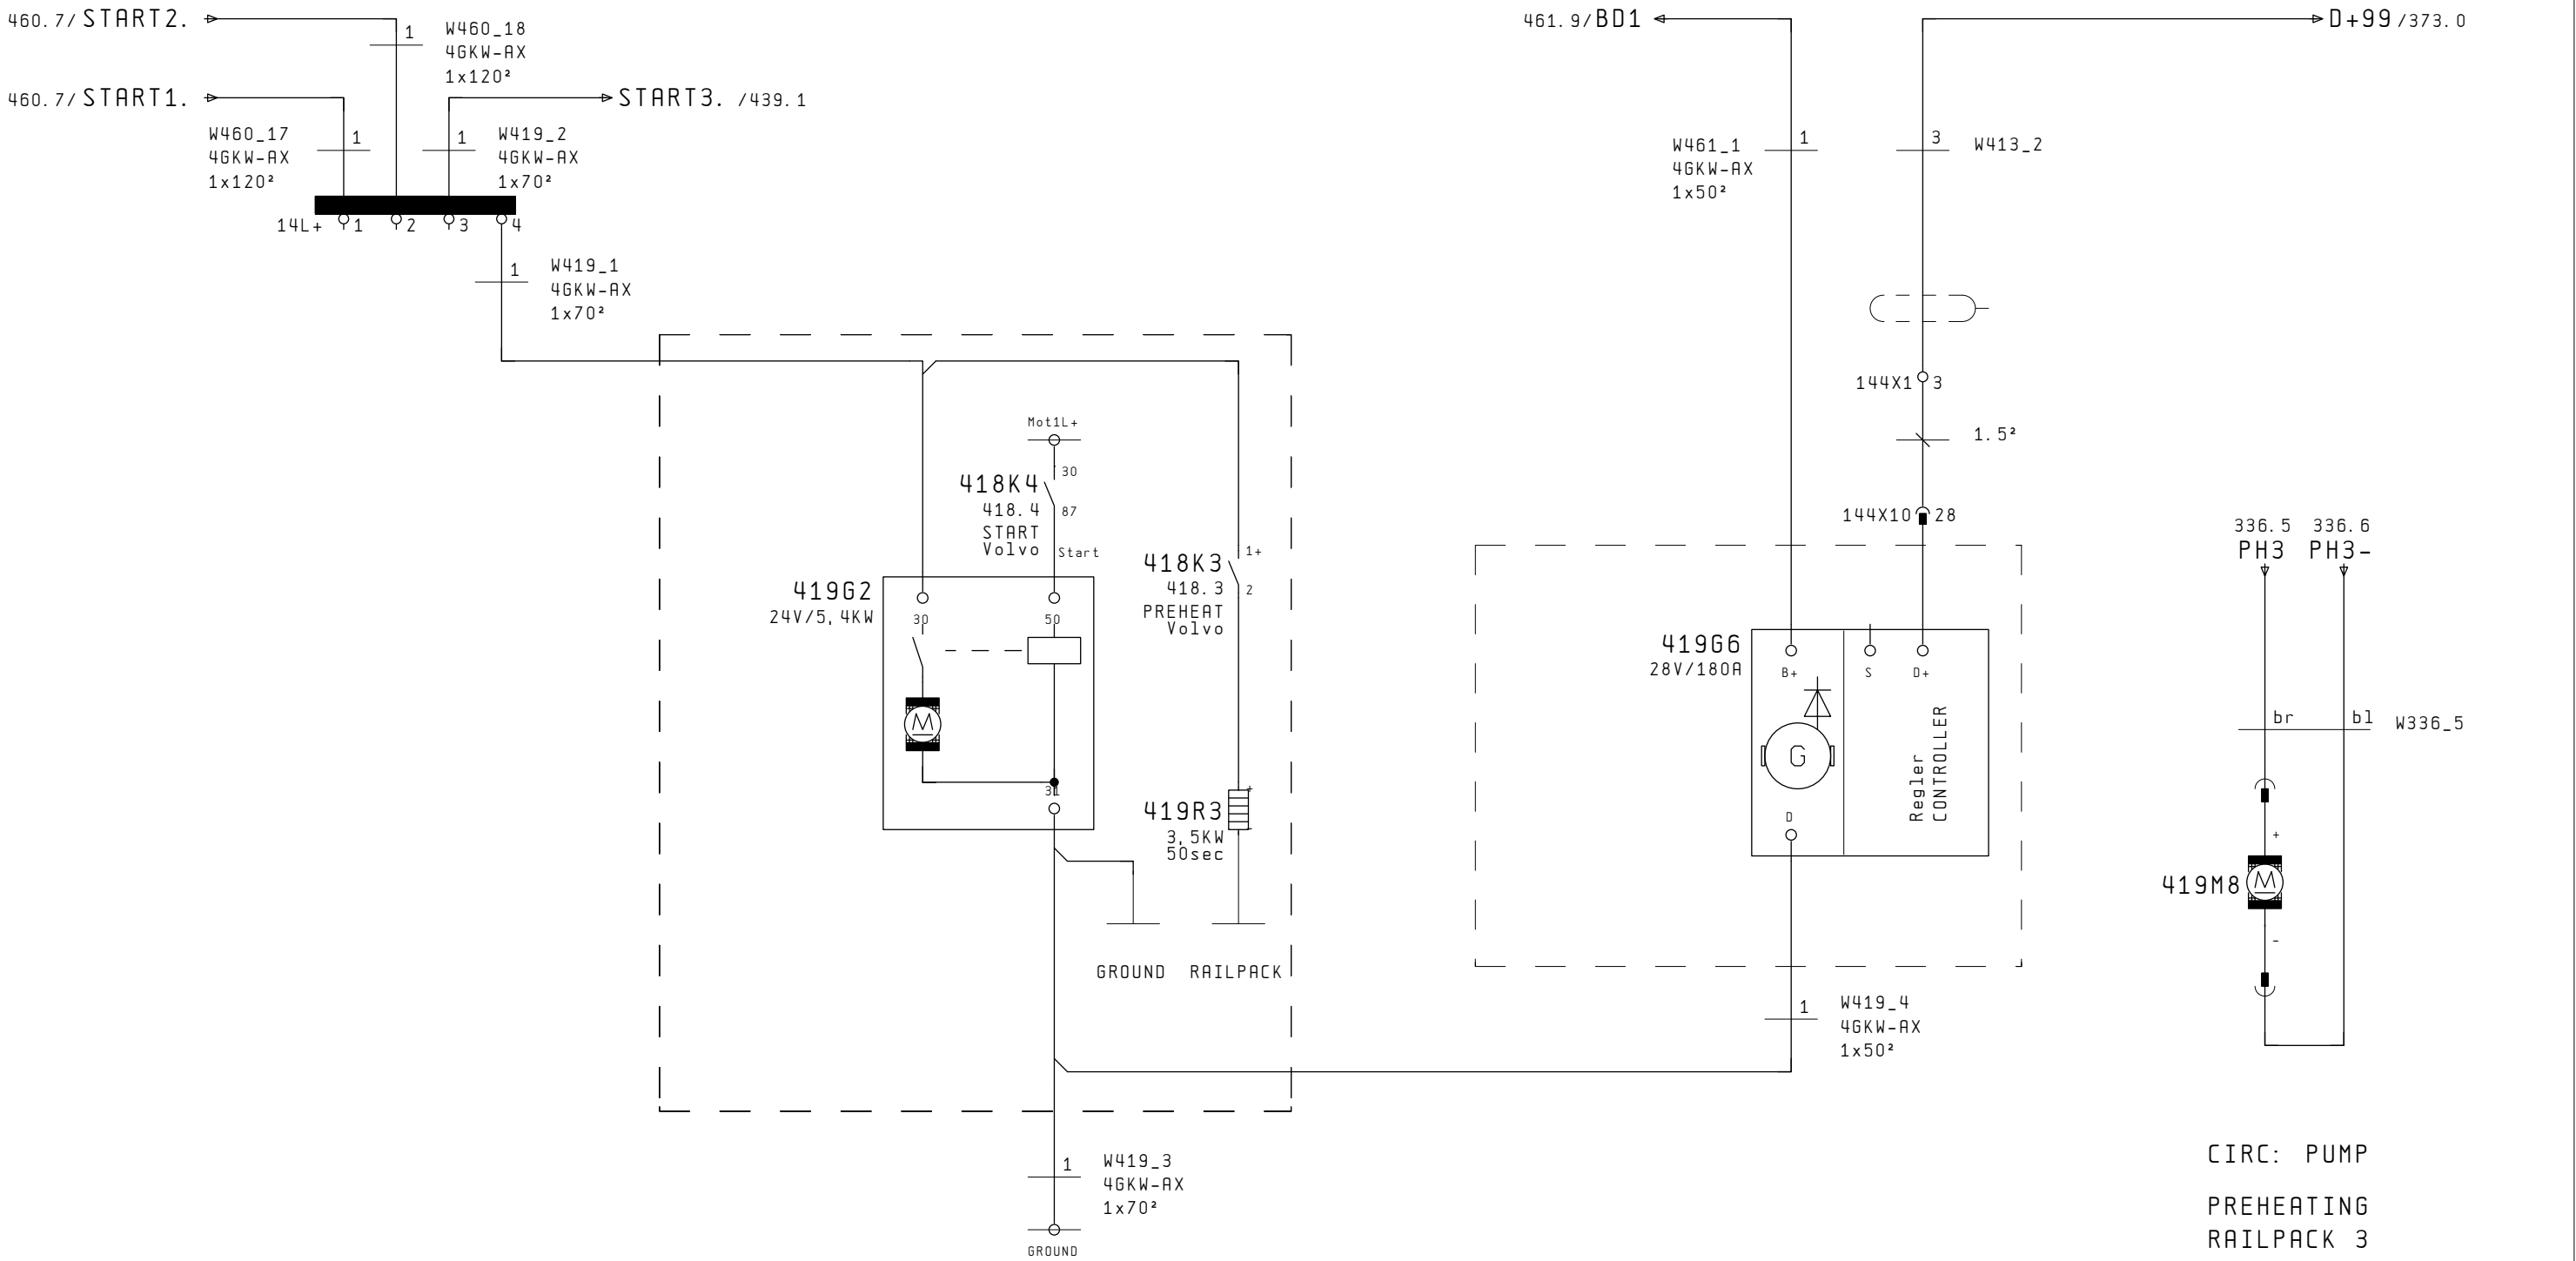 460.7/ START2.
1
W460_18
4GKW-AX
1x120²
460.7/ START1.
START3. /439.1
W460_17
4GKW-AX
1x120²
1
1
W419_2
4GKW-AX
1x70²
14L+ 1 2 3 4
1
W419_1
4GKW-AX
1x70²
Mot1L+
30
418K4
418.4
START
Volvo
87
Start
1+
418K3
418.3
PREHEAT
Volvo
2
419G2
24V/5,4KW
30
50
M
31
+
419R3
3,5KW
50sec
-
GROUND RAILPACK
1
W419_3
4GKW-AX
1x70²
GROUND
461.9/BD1
D+99 /373.0
W461_1
4GKW-AX
1x50²
1
3
W413_2
144X1 3
1.5²
144X10 28
419G6
28V/180A
B+
S
D+
G
D
Regler
CONTROLLER
1
W419_4
4GKW-AX
1x50²
336.5 336.6
PH3 PH3-
br
bl
W336_5
+
419M8
M
-
CIRC: PUMP
PREHEATING
RAILPACK 3